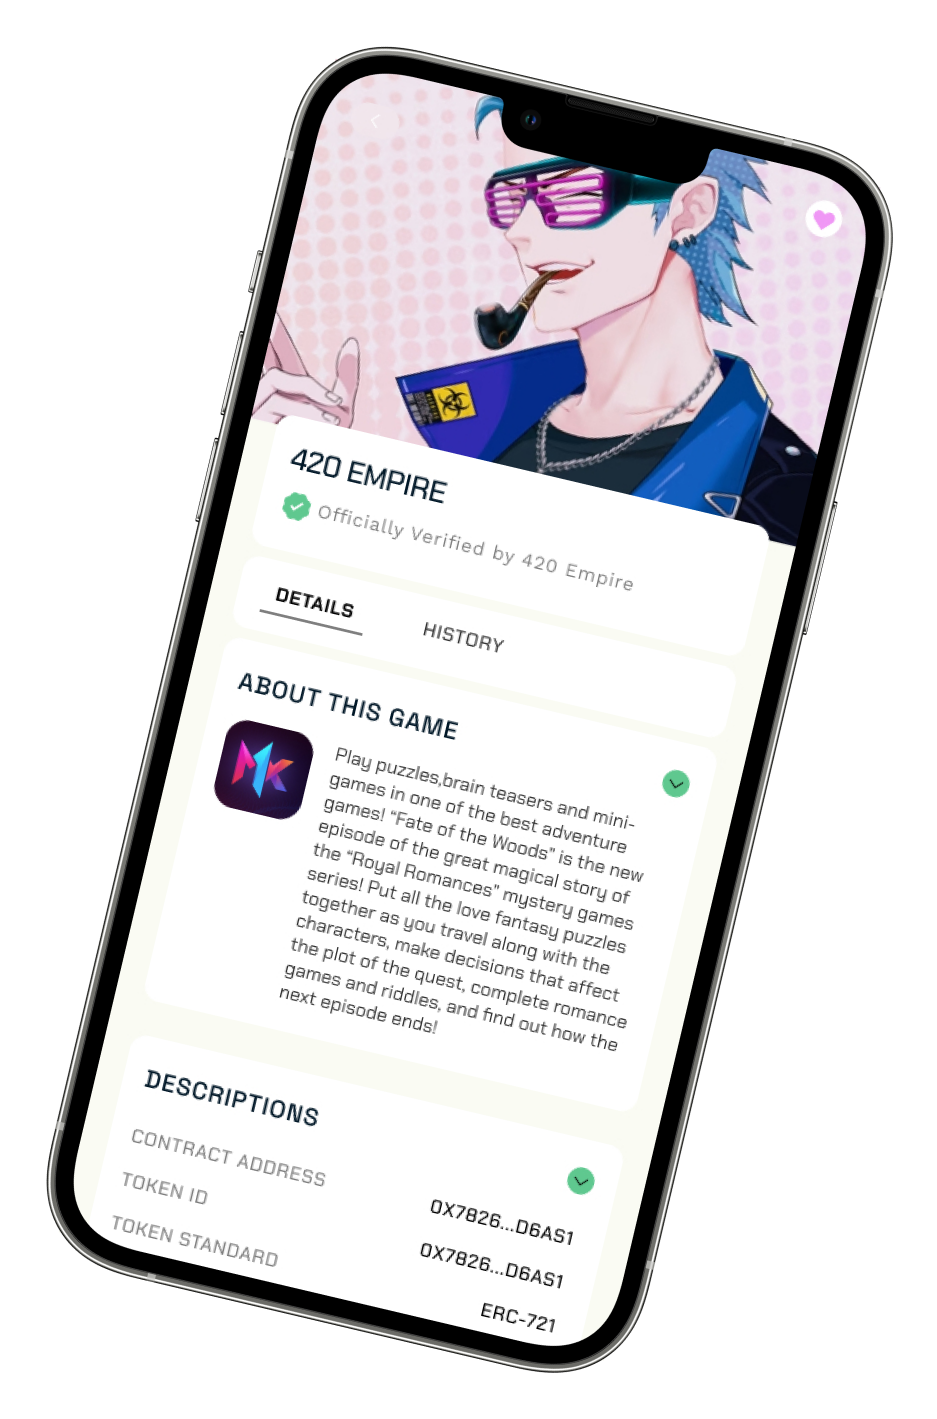 420 EMPIRE
Officially Verified by 420 Empire
DETAILS
HISTORY
ABOUT THIS GAME
MK
Play puzzles,brain teasers and mini-
games in one of the best adventure
games! “Fate of the Woods” is the new
episode of the great magical story of
the “Royal Romances” mystery games
series! Put all the love fantasy puzzles
together as you travel along with the
characters, make decisions that affect
the plot of the quest, complete romance
games and riddles, and find out how the
next episode ends!
DESCRIPTIONS
CONTRACT ADDRESS
0X7826...D6AS1
TOKEN ID
0X7826...D6AS1
TOKEN STANDARD
ERC-721